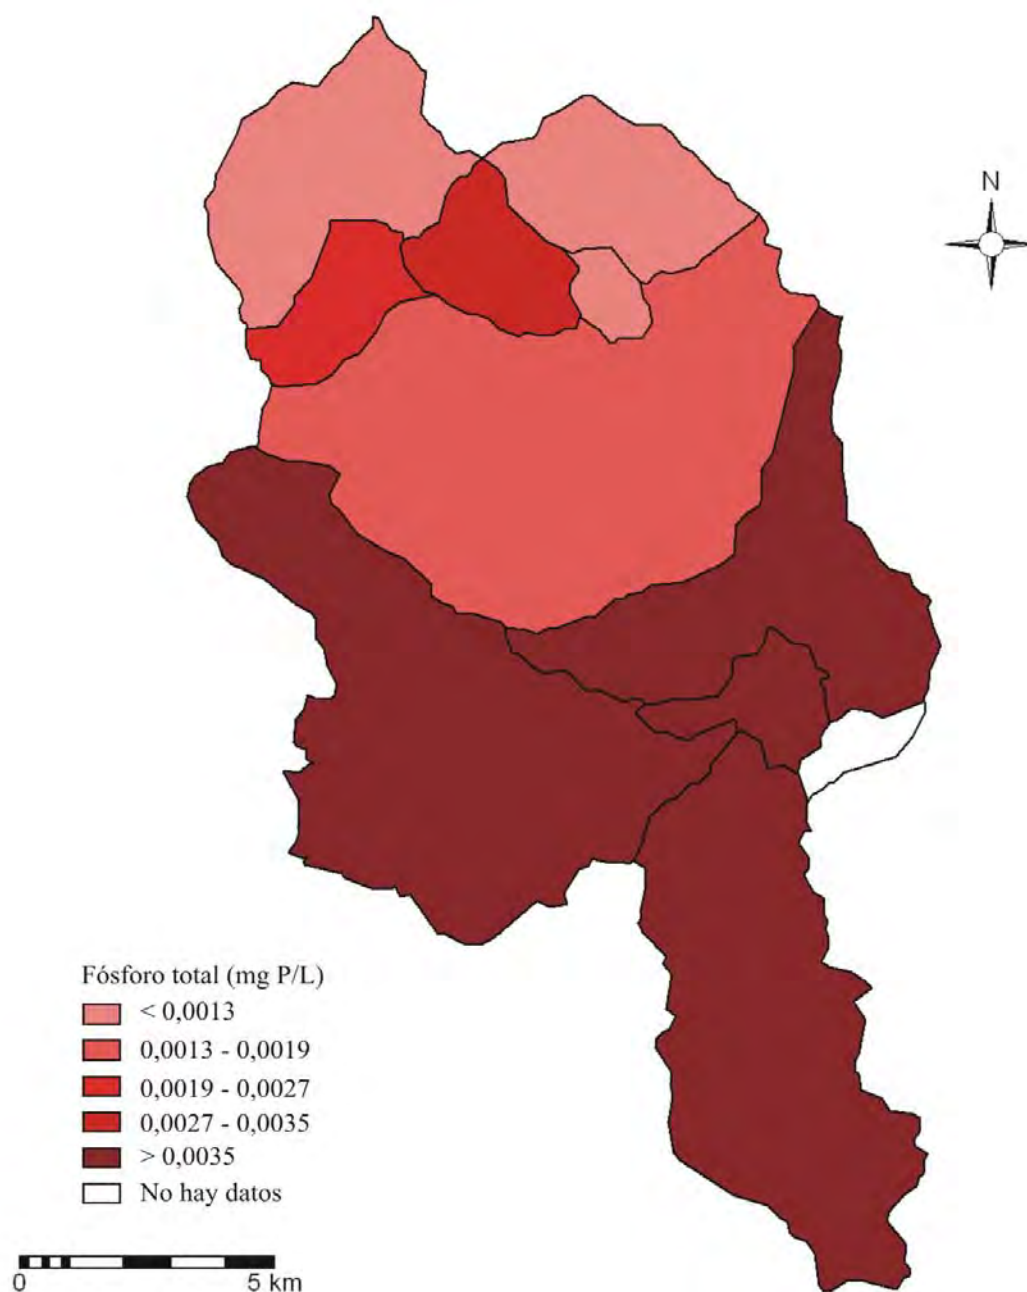 N
Fósforo total (mg P/L)
< 0,0013
0,0013 - 0,0019
0,0019 - 0,0027
0,0027 - 0,0035
> 0,0035
No hay datos
0 5 km